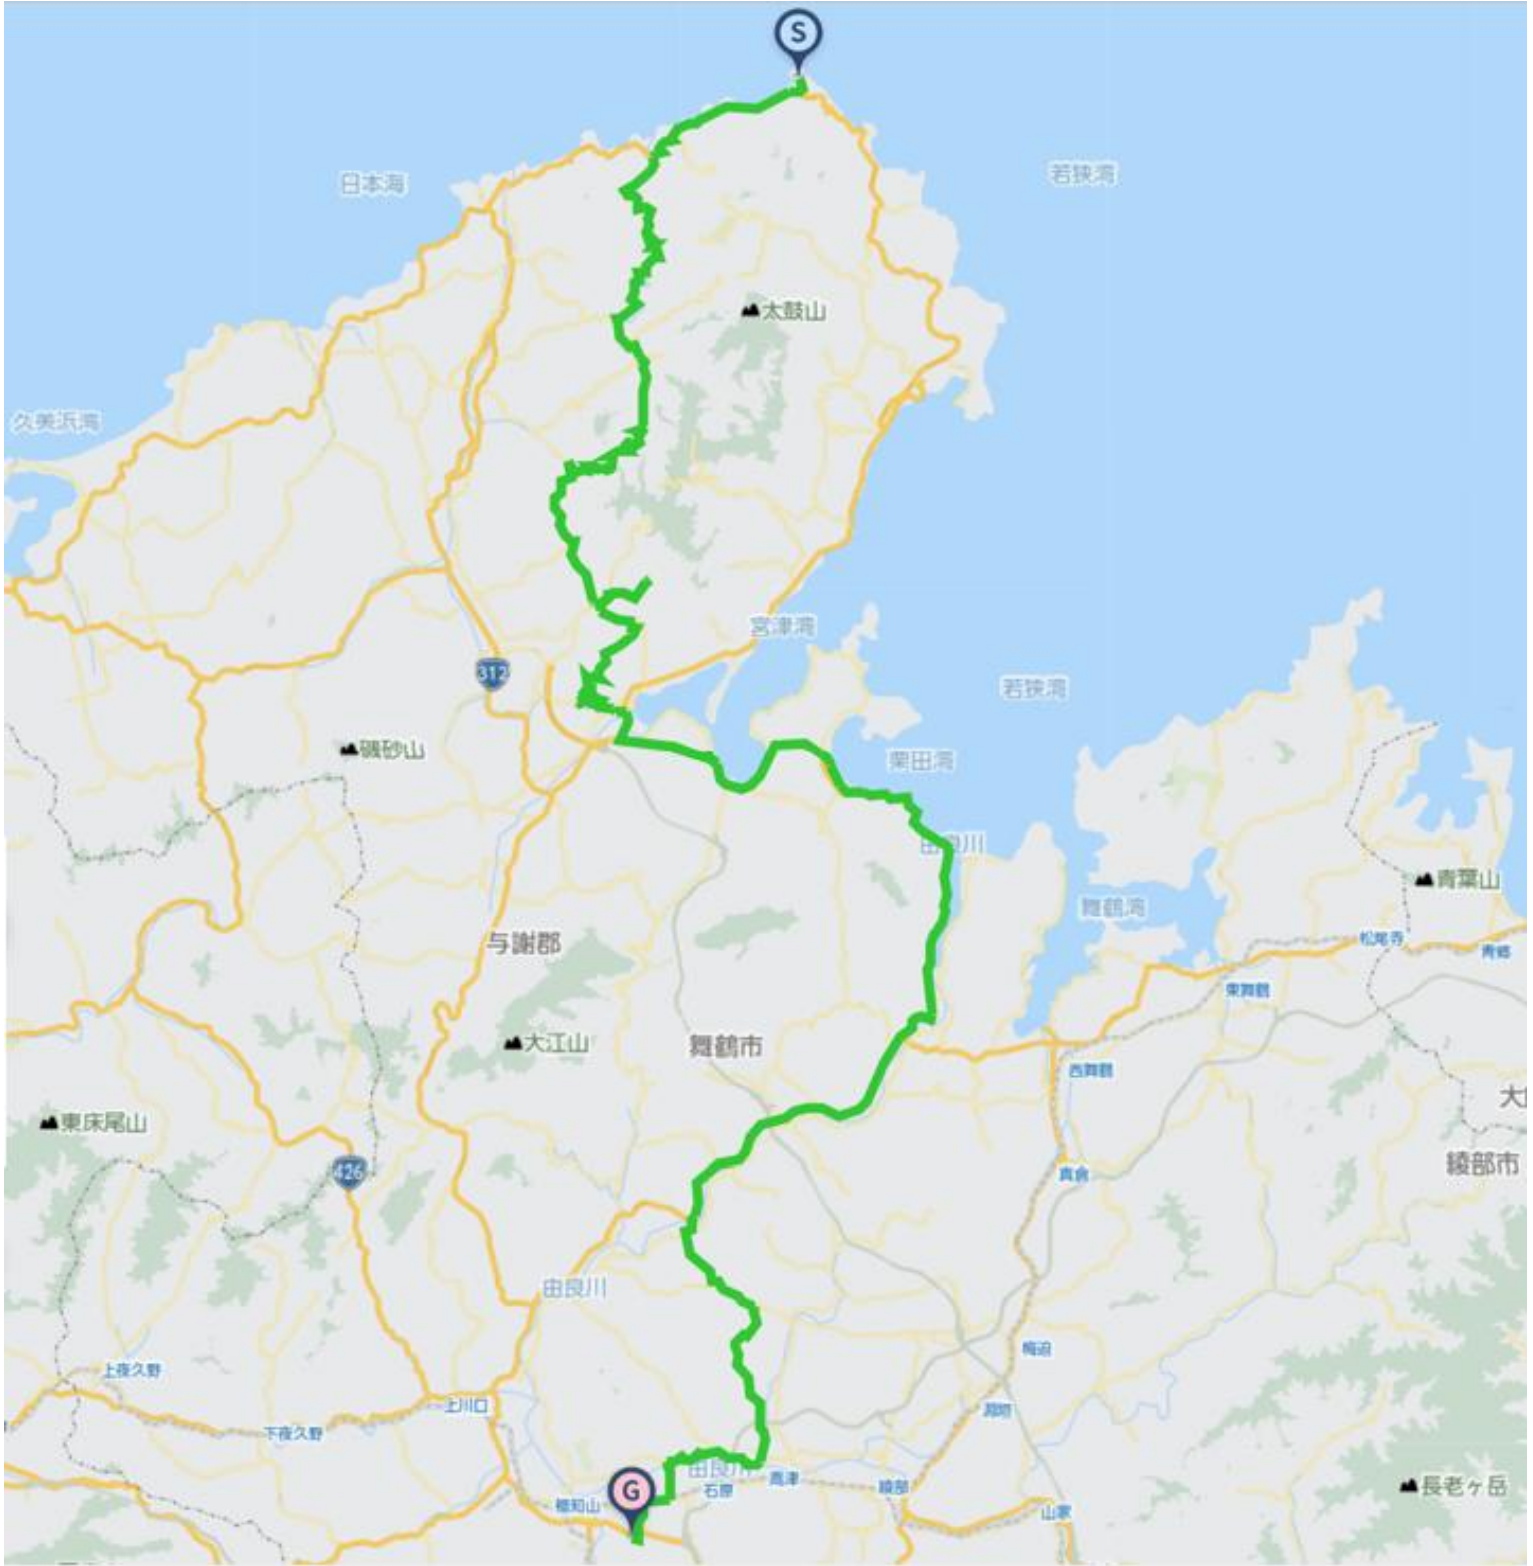 S
日本海
若狭湾
太鼓山
久美浜湾
宮津湾
312
若狭湾
磯砂山
栗田湾
由良川
青葉山
舞鶴湾
与謝郡
松尾寺
青郷
東舞鶴
大江山
舞鶴市
西舞鶴
東床尾山
綾部市
426
真倉
由良川
梅迫
上夜久野
上川口
淵垣
下夜久野
由良川
高津
石原
綾部
長老ヶ岳
G
福知山
山家